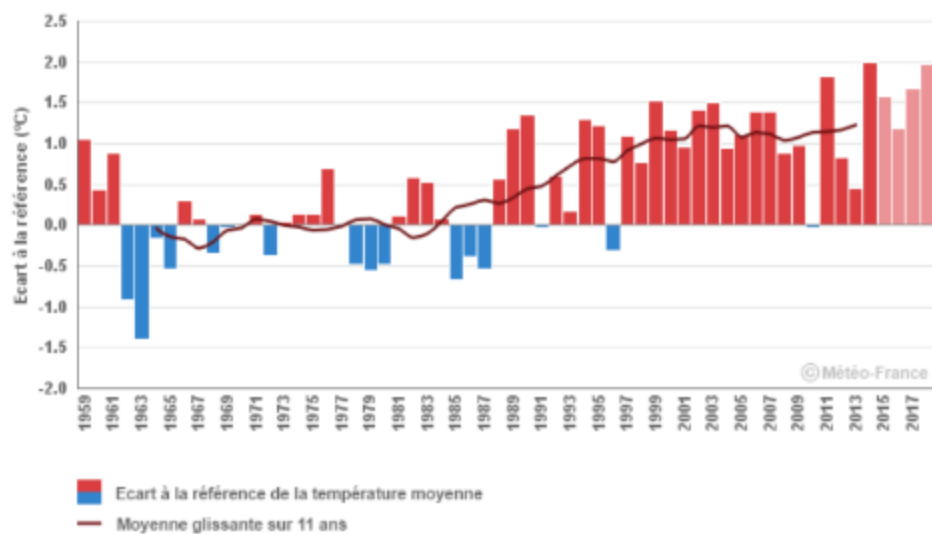 2.5
2.0
1.5
1.0
0.5
0.0
-0.5
-1.0
-1.5
-2.0
Ecart à la référence (°C)
© Météo-France
1959 1961 1963 1965 1967 1969 1971 1973 1975 1977 1979 1981 1983 1985 1987 1989 1991 1993 1995 1997 1999 2001 2003 2005 2007 2009 2011 2013 2015 2017
Ecart à la référence de la température moyenne
Moyenne glissante sur 11 ans